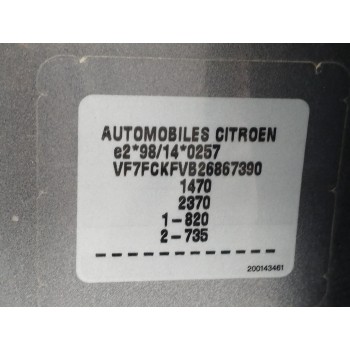 AUTOMOBILES CITROEN
e2*98/14*0257
VF7FCKFVB26867390
1470
2370
1-820
2-735
200143461